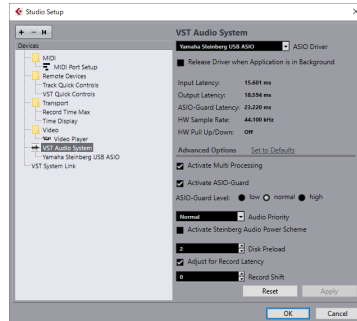 Studio Setup
VST Audio System
Yamaha Steinberg USB ASIO
ASIO Driver
Devices
Release Driver when Application is in Background
MIDI
MIDI Port Setup
Remote Devices
Track Quick Controls
VST Quick Controls
Transport
Record Time Max
Time Display
Video
Video Player
VST Audio System
Yamaha Steinberg USB ASIO
VST System Link
Input Latency: 15.601 ms
Output Latency: 18.594 ms
ASIO-Guard Latency: 23.220 ms
HW Sample Rate: 44.100 kHz
HW Pull Up/Down: Off
Advanced Options Set to Defaults
Activate Multi Processing
Activate ASIO-Guard
ASIO-Guard Level: low normal high
Normal Audio Priority
Activate Steinberg Audio Power Scheme
2 Disk Preload
Adjust for Record Latency
0 Record Shift
Reset Apply
OK Cancel